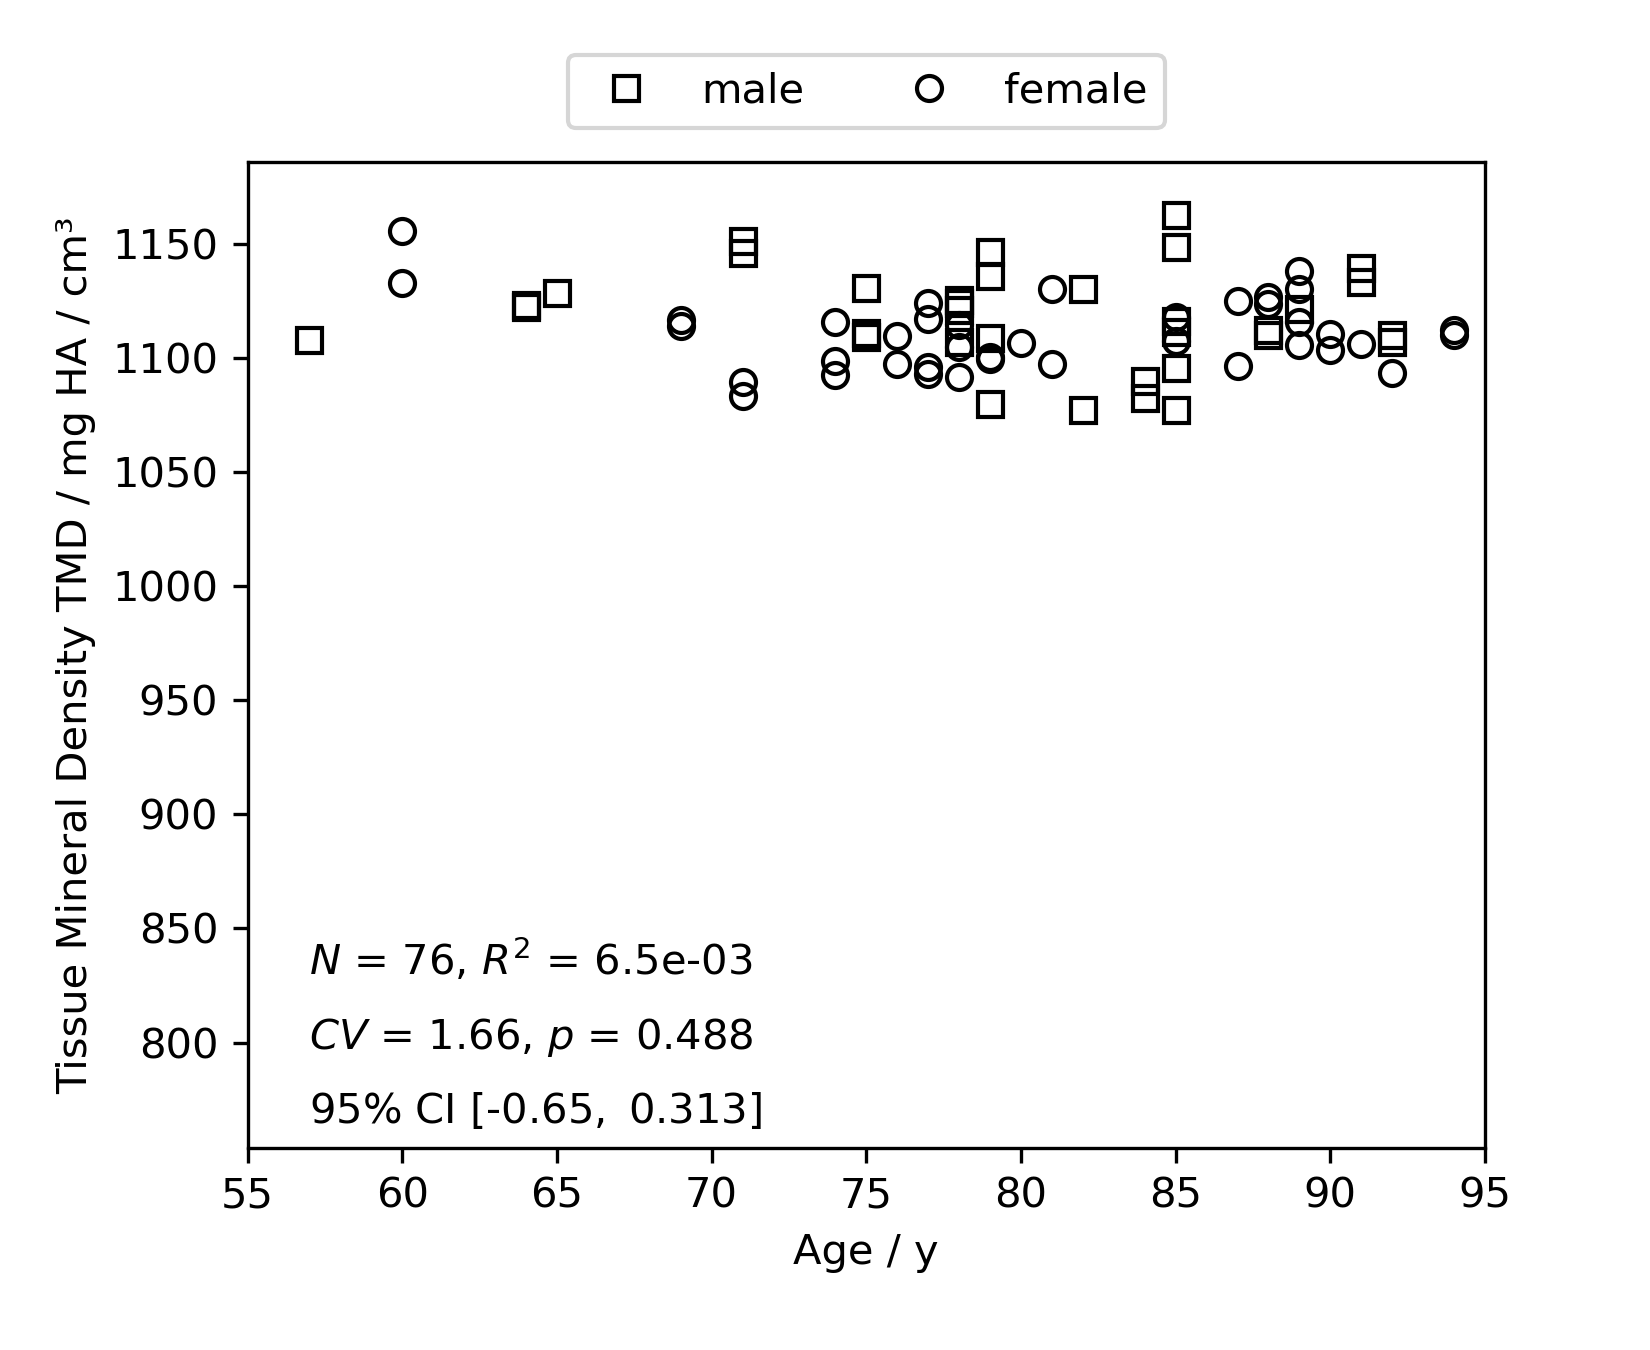 male female
Tissue Mineral Density TMD / mg HA / cm³
1150
1100
1050
1000
950
900
850
800
N = 76, R² = 6.5e-03
CV = 1.66, p = 0.488
95% CI [-0.65, 0.313]
55 60 65 70 75 80 85 90 95
Age / y